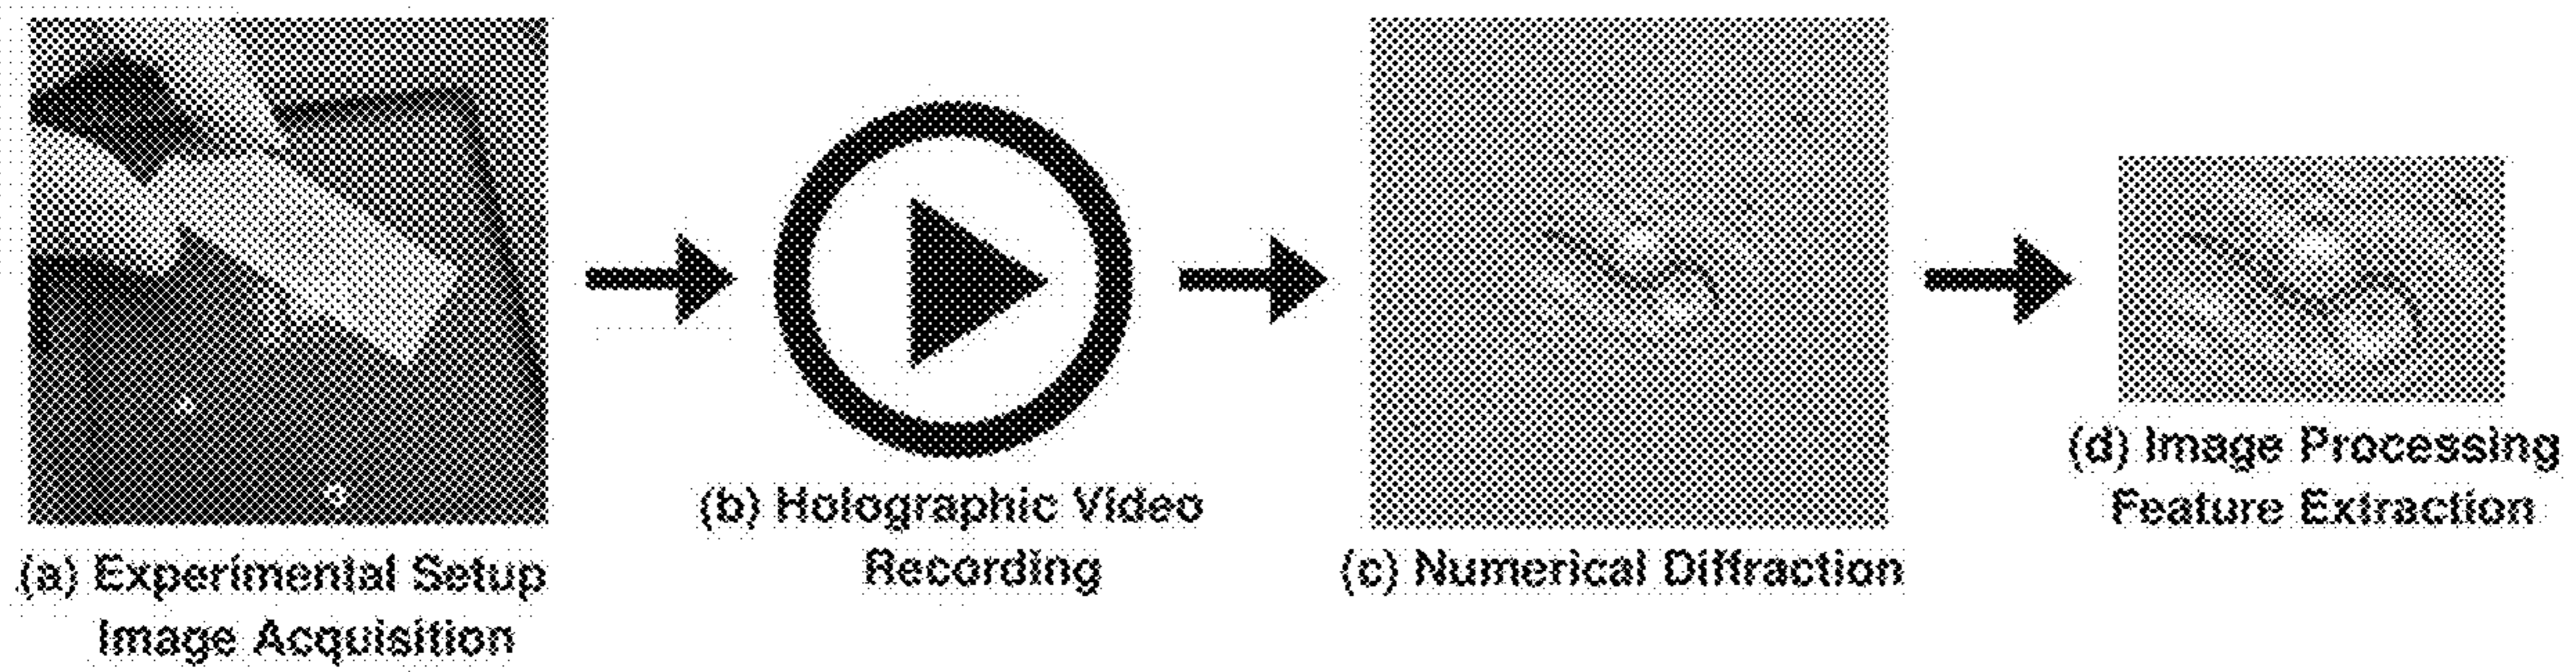 (a) Experimental Setup
Image Acquisition
(b) Holographic Video
Recording
(c) Numerical Diffraction
(d) Image Processing
Feature Extraction